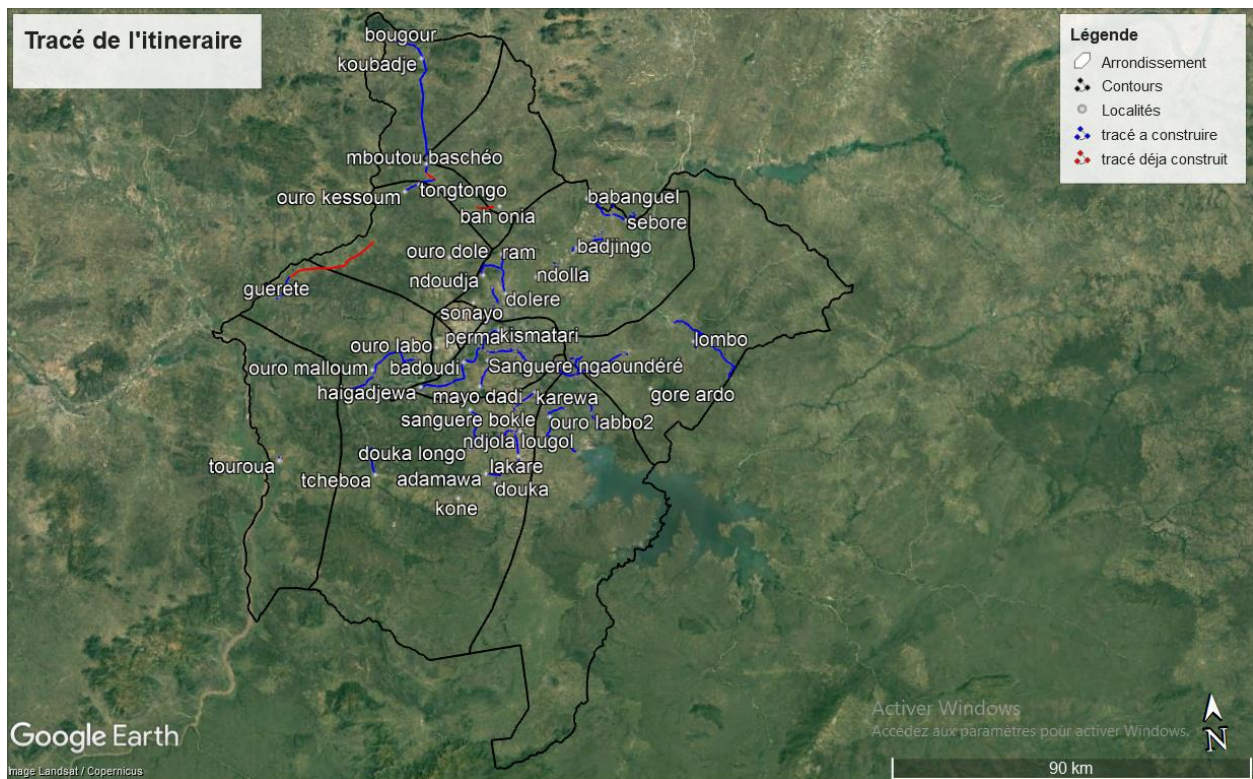 Tracé de l'itineraire
Légende
Arrondissement
Contours
Localités
tracé a construire
tracé déja construit
bougour
koubadje
mboutou baschéo
ouro kessoum
tongtongo
bah onia
babanguel
sebore
badjingo
ouro dole
ram
ndoudja
ndolla
guerete
dolere
sonayo
perma
kismatari
ouro labo
lombo
ouro malloum
badoudi
Sanguere ngaoundéré
haigadjewa
mayo dadi
karewa
gore ardo
sanguere bokle
ouro labbo2
ndjola lougol
douka longo
touroua
lakare
tcheboa
adamawa
douka
kone
Activer Windows
Accédez aux paramètres pour activer Windows.
Google Earth
Image Landsat / Copernicus
N
90 km